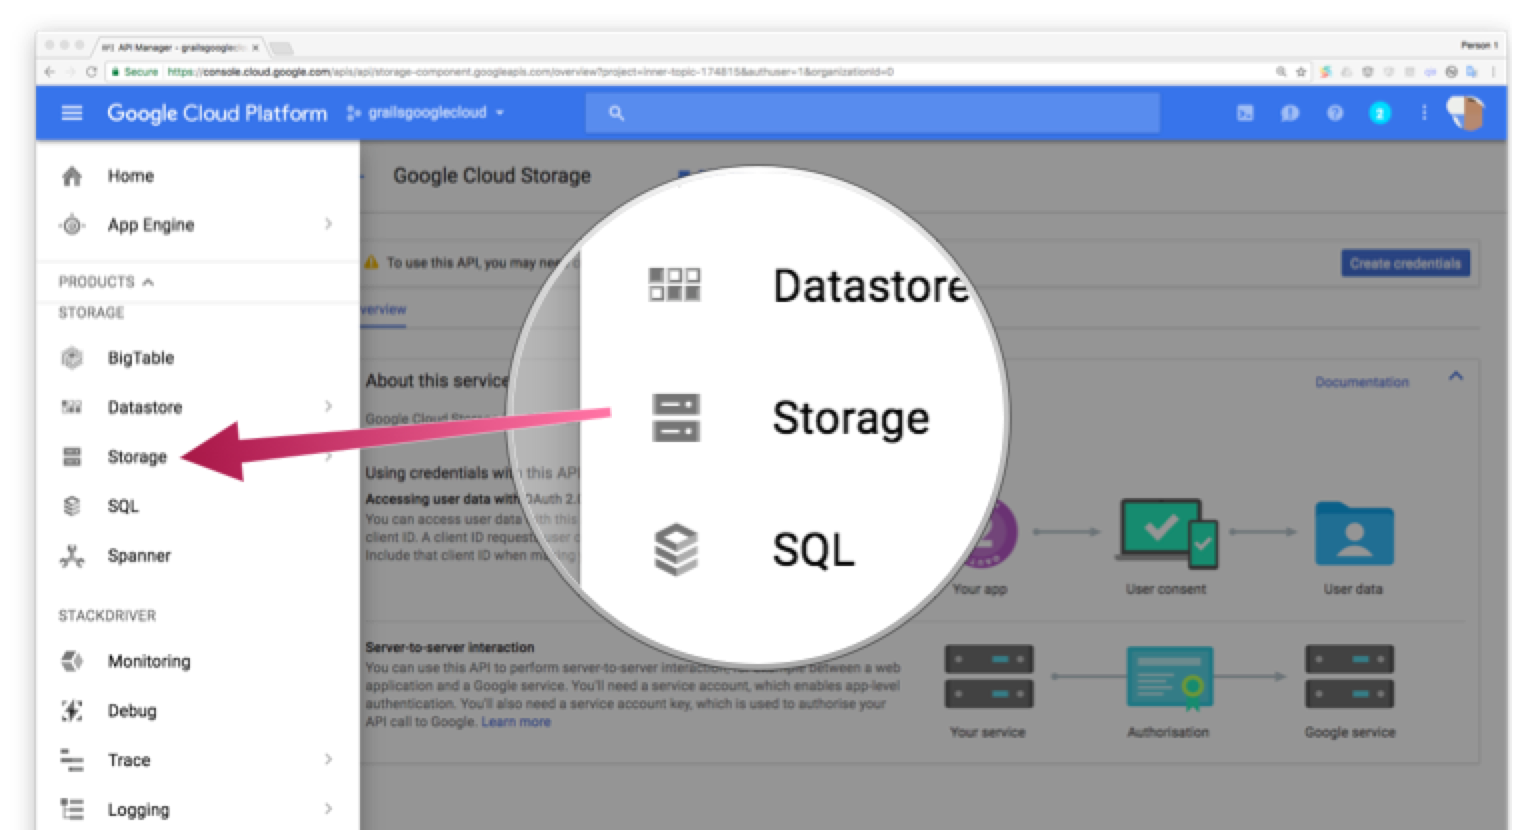 API Manager - grailsgoogleclo
Person 1
Secure https://console.cloud.google.com/apis/api/storage-component.googleapis.com/overview?project=inner-topic-174815&authuser=1&organizationId=0
Google Cloud Platform
grailsgooglecloud
2
Home
App Engine
PRODUCTS
STORAGE
BigTable
Datastore
Storage
SQL
Spanner
STACKDRIVER
Monitoring
Debug
Trace
Logging
Google Cloud Storage
To use this API, you may need
Create credentials
verview
About this service
Documentation
Google Cloud
Using credentials with this API
Accessing user data with OAuth 2.
You can access user data with this
client ID. A client ID request user
Include that client ID when making
Datastore
Storage
SQL
Your app
User consent
User data
Server-to-server interaction
You can use this API to perform server-to-server interaction, for example between a web
application and a Google service. You'll need a service account, which enables app-level
authentication. You'll also need a service account key, which is used to authorise your
API call to Google. Learn more
Your service
Authorisation
Google service